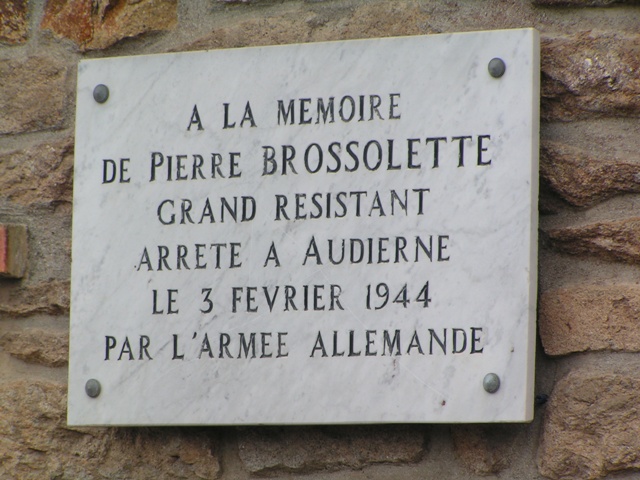 A LA MEMOIRE
DE PIERRE BROSSOLETTE
GRAND RESISTANT
ARRETE A AUDIERNE
LE 3 FEVRIER 1944
PAR L'ARMEE ALLEMANDE